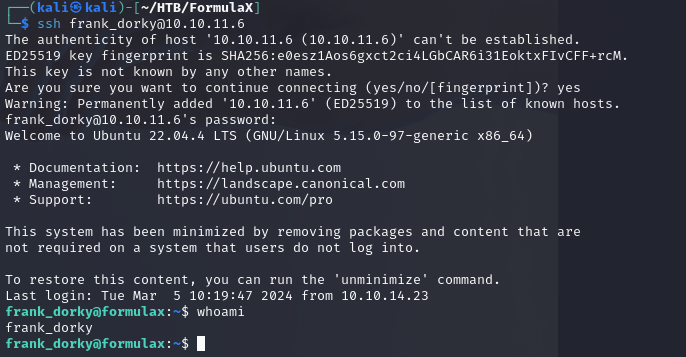 ┌──(kali㉿kali)-[~/HTB/FormulaX]
└─$ ssh frank_dorky@10.10.11.6
The authenticity of host '10.10.11.6 (10.10.11.6)' can't be established.
ED25519 key fingerprint is SHA256:e0esz1Aos6gxct2ci4LGbCAR6i31EoktxFIvCFF+rcM.
This key is not known by any other names.
Are you sure you want to continue connecting (yes/no/[fingerprint])? yes
Warning: Permanently added '10.10.11.6' (ED25519) to the list of known hosts.
frank_dorky@10.10.11.6's password:
Welcome to Ubuntu 22.04.4 LTS (GNU/Linux 5.15.0-97-generic x86_64)
* Documentation:  https://help.ubuntu.com
* Management:     https://landscape.canonical.com
* Support:        https://ubuntu.com/pro
This system has been minimized by removing packages and content that are
not required on a system that users do not log into.
To restore this content, you can run the 'unminimize' command.
Last login: Tue Mar  5 10:19:47 2024 from 10.10.14.23
frank_dorky@formulax:~$ whoami
frank_dorky
frank_dorky@formulax:~$